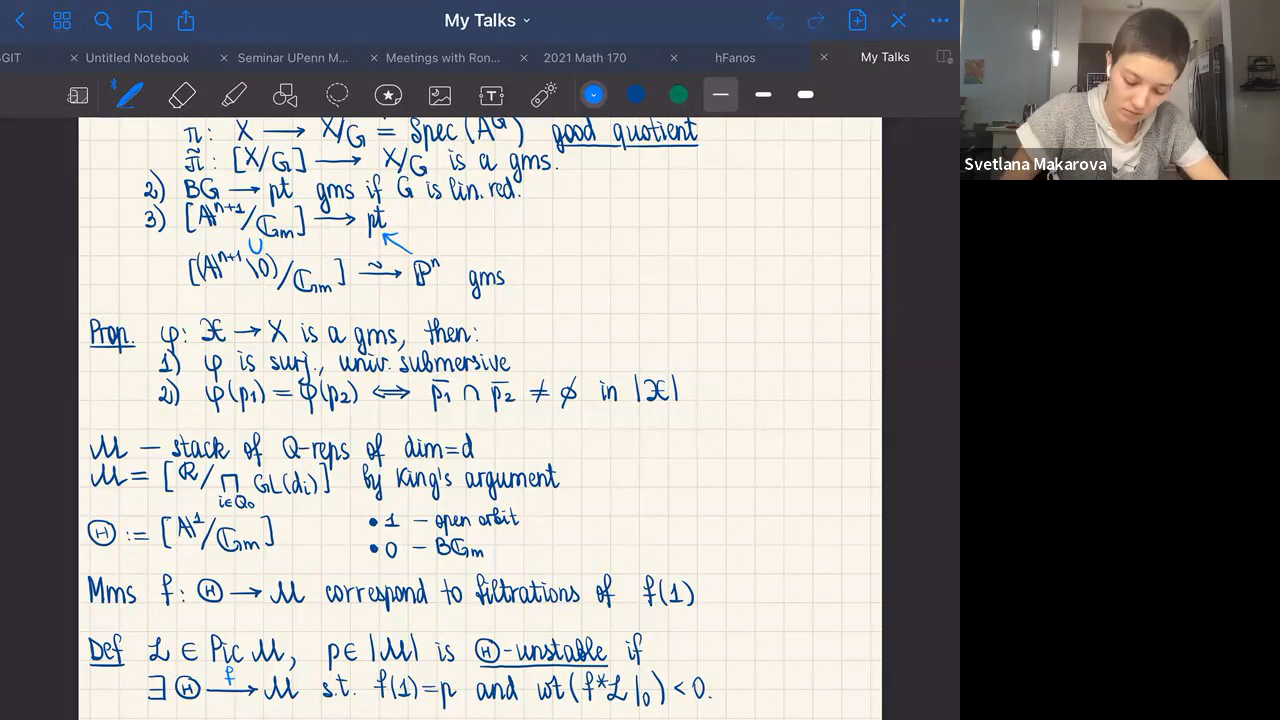 My Talks
GIT
Untitled Notebook
Seminar UPenn M...
Meetings with Ron...
2021 Math 170
hFanos
My Talks
Svetlana Makarova
π: X → X/G = Spec(A^G) good quotient
π̃: [X/G] → X/G is a gms.
2) BG → pt gms if G is lin. red.
3) [𝔸^{n+1}/𝔾m] → pt
∪
[(𝔸^{n+1}\0)/𝔾m] ⥲ ℙ^n gms
Prop. φ: 𝒳 → X is a gms, then:
1) φ is surj., univ. submersive
2) φ(p1) = φ(p2) ⟺ p̄1 ∩ p̄2 ≠ ∅ in |𝒳|
ℳ – stack of Q-reps of dim=d
ℳ = [ℛ/∏_{i∈Q0} GL(di)] by King's argument
Ⓗ := [𝔸^1/𝔾m] • 1 – open orbit
• 0 – B𝔾m
Mms f: Ⓗ → ℳ correspond to filtrations of f(1)
Def ℒ ∈ Pic ℳ, p ∈ |ℳ| is Ⓗ-unstable if
∃ Ⓗ —f→ ℳ s.t. f(1)=p and wt(f*ℒ|0) < 0.